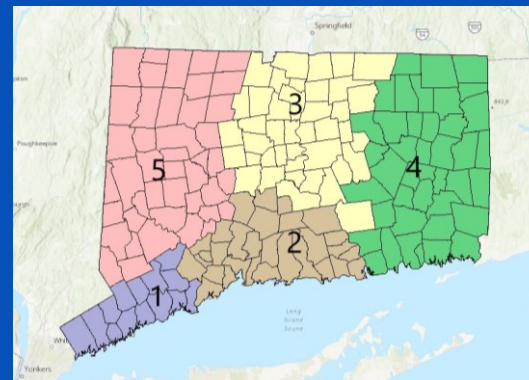 Springfield
3
Poughkeepsie
5
4
2
1
Long
Island
Sound
Yonkers